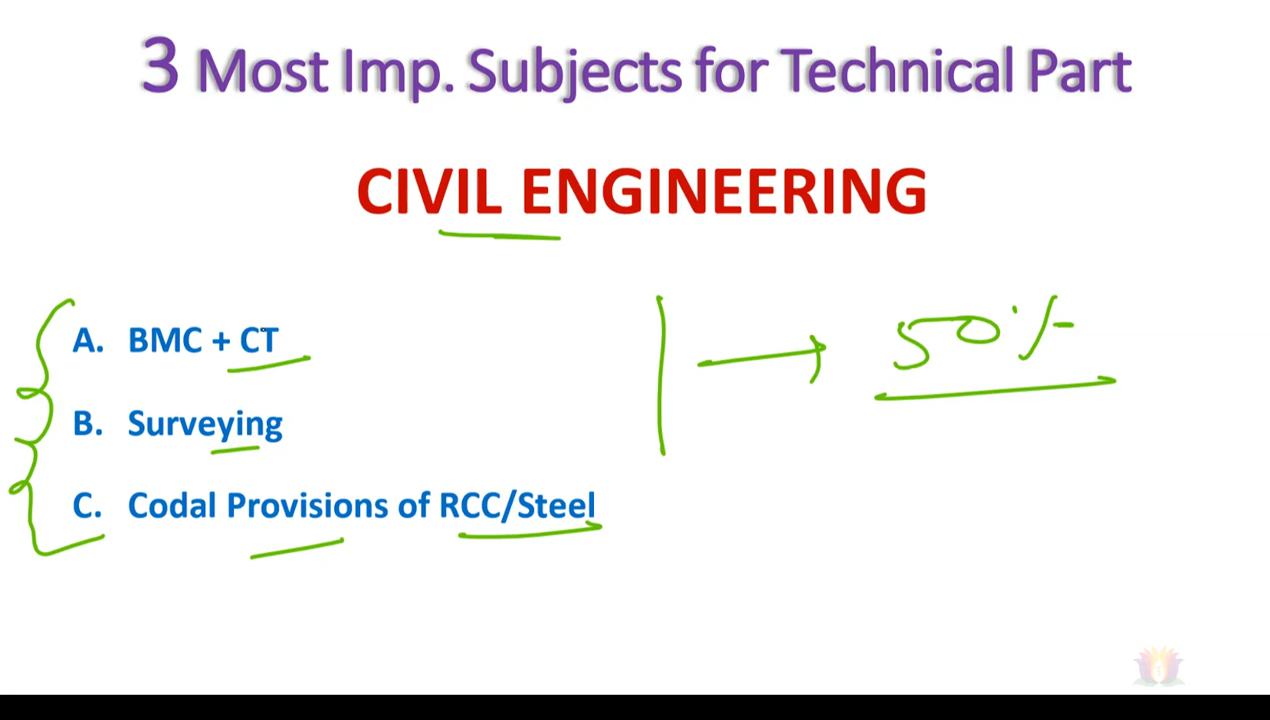 3 Most Imp. Subjects for Technical Part
CIVIL ENGINEERING
A. BMC + CT
B. Surveying
C. Codal Provisions of RCC/Steel
50%